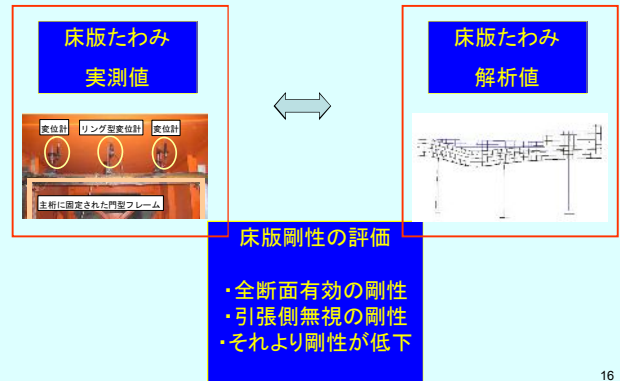 床版たわみ
実測値
床版たわみ
解析値
変位計
リング型変位計
変位計
主桁に固定された門型フレーム
床版剛性の評価
・全断面有効の剛性
・引張側無視の剛性
・それより剛性が低下
16